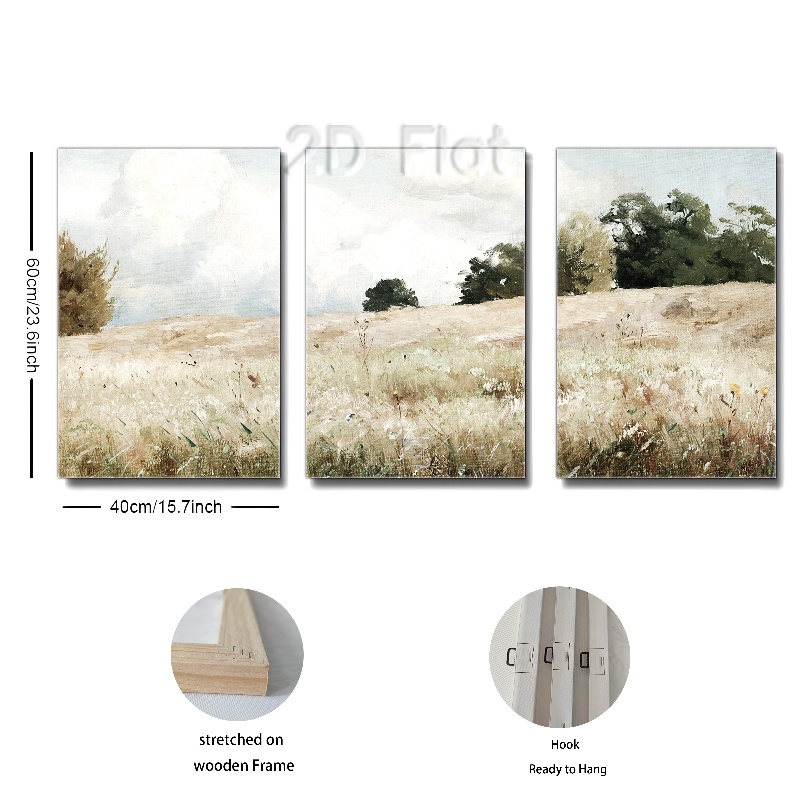 2D Flat
60cm/23.6inch
40cm/15.7inch
stretched on
wooden Frame
Hook
Ready to Hang